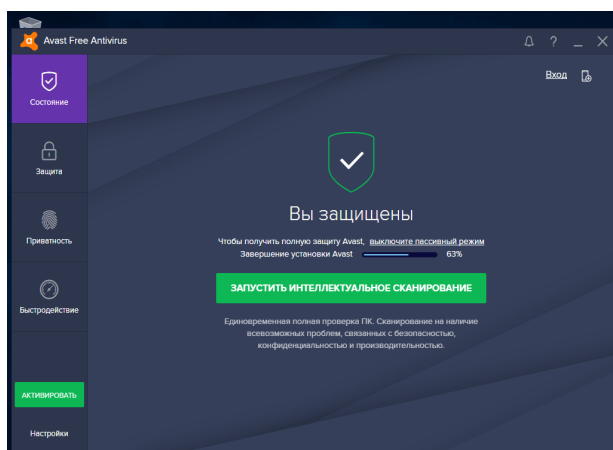 Avast Free Antivirus
?
Вход
Состояние
Защита
Приватность
Быстродействие
АКТИВИРОВАТЬ
Настройки
Вы защищены
Чтобы получить полную защиту Avast, выключите пассивный режим
Завершение установки Avast 63%
ЗАПУСТИТЬ ИНТЕЛЛЕКТУАЛЬНОЕ СКАНИРОВАНИЕ
Единовременная полная проверка ПК. Сканирование на наличие
всевозможных проблем, связанных с безопасностью,
конфиденциальностью и производительностью.